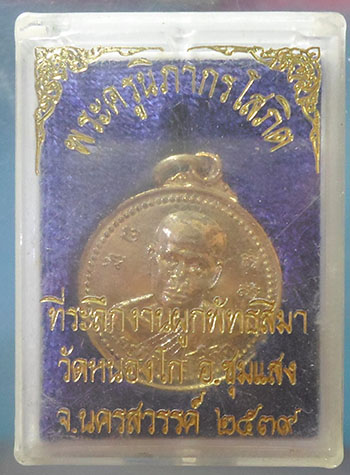 พระครูนิภากรโสภิต
ที่ระลึกงานผูกพัทธสีมา
วัดหนองโก อ.ชุมแสง
จ.นครสวรรค์ ๒๕๓๙